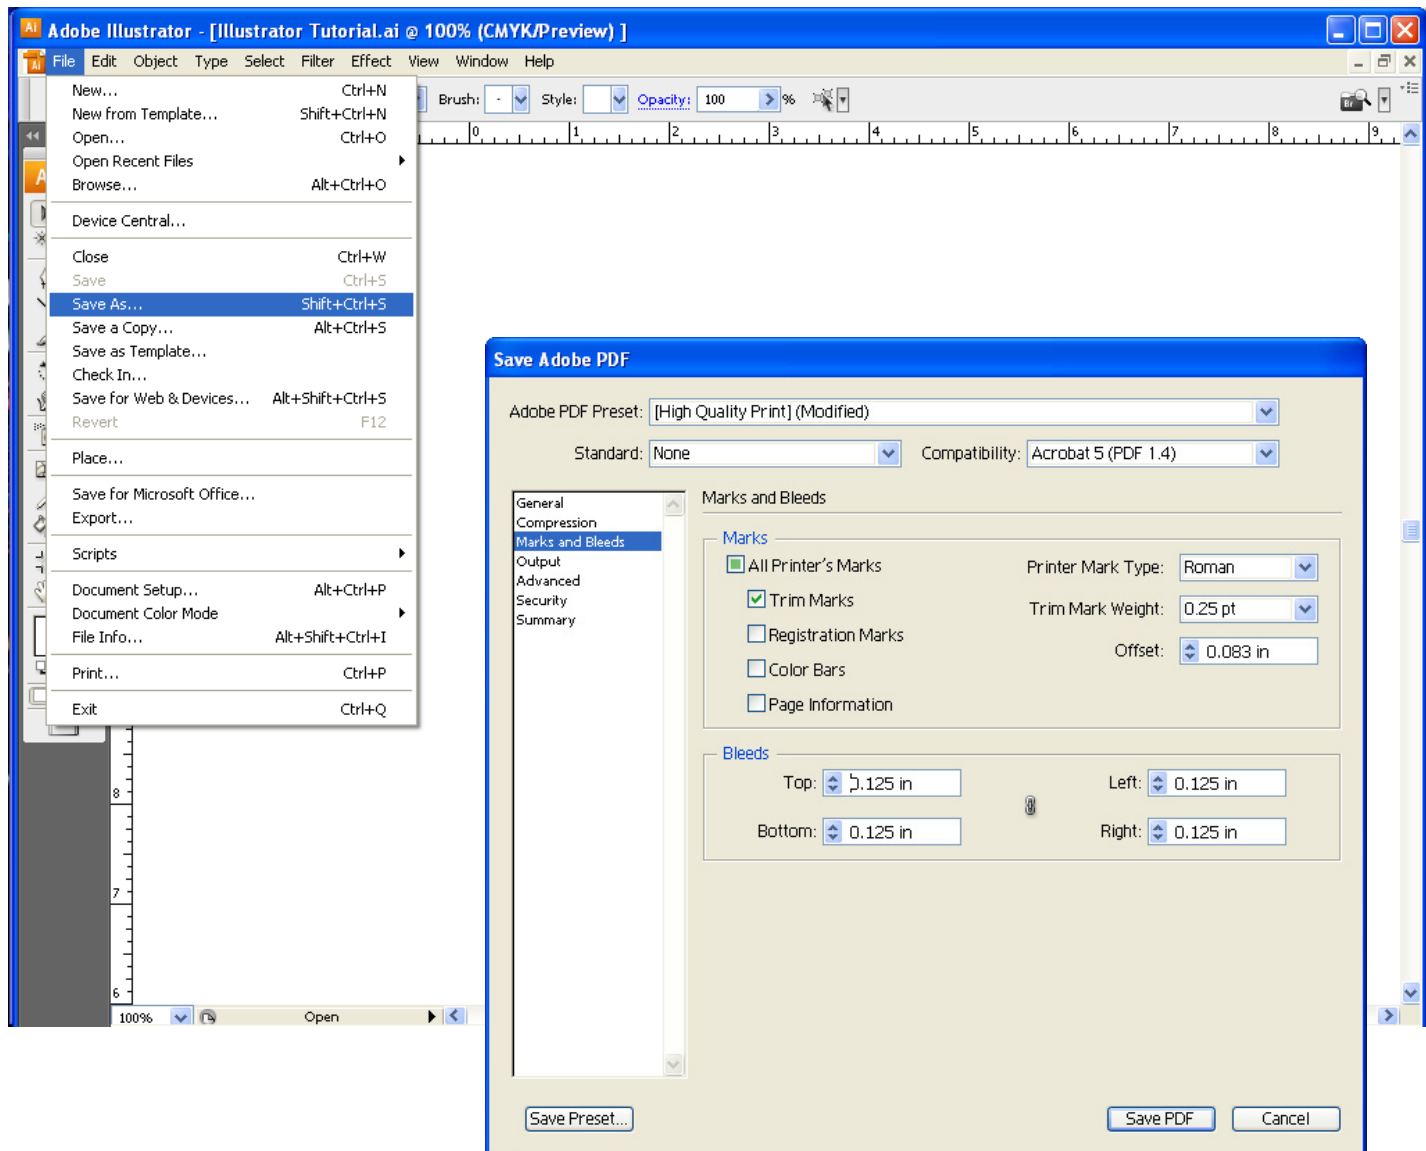 Adobe Illustrator - [Illustrator Tutorial.ai @ 100% (CMYK/Preview) ]
File Edit Object Type Select Filter Effect View Window Help
New... Ctrl+N
New from Template... Shift+Ctrl+N
Open... Ctrl+O
Open Recent Files
Browse... Alt+Ctrl+O
Device Central...
Close Ctrl+W
Save Ctrl+S
Save As... Shift+Ctrl+S
Save a Copy... Alt+Ctrl+S
Save as Template...
Check In...
Save for Web & Devices... Alt+Shift+Ctrl+S
Revert F12
Place...
Save for Microsoft Office...
Export...
Scripts
Document Setup... Alt+Ctrl+P
Document Color Mode
File Info... Alt+Shift+Ctrl+I
Print... Ctrl+P
Exit Ctrl+Q
Brush: Style: Opacity: 100 %
Br
0 1 2 3 4 5 6 7 8 9
8
7
6
100% Open
Save Adobe PDF
Adobe PDF Preset: [High Quality Print] (Modified)
Standard: None Compatibility: Acrobat 5 (PDF 1.4)
General
Compression
Marks and Bleeds
Output
Advanced
Security
Summary
Marks and Bleeds
Marks
All Printer's Marks
Trim Marks
Registration Marks
Color Bars
Page Information
Printer Mark Type: Roman
Trim Mark Weight: 0.25 pt
Offset: 0.083 in
Bleeds
Top: 0.125 in Left: 0.125 in
Bottom: 0.125 in Right: 0.125 in
Save Preset... Save PDF Cancel